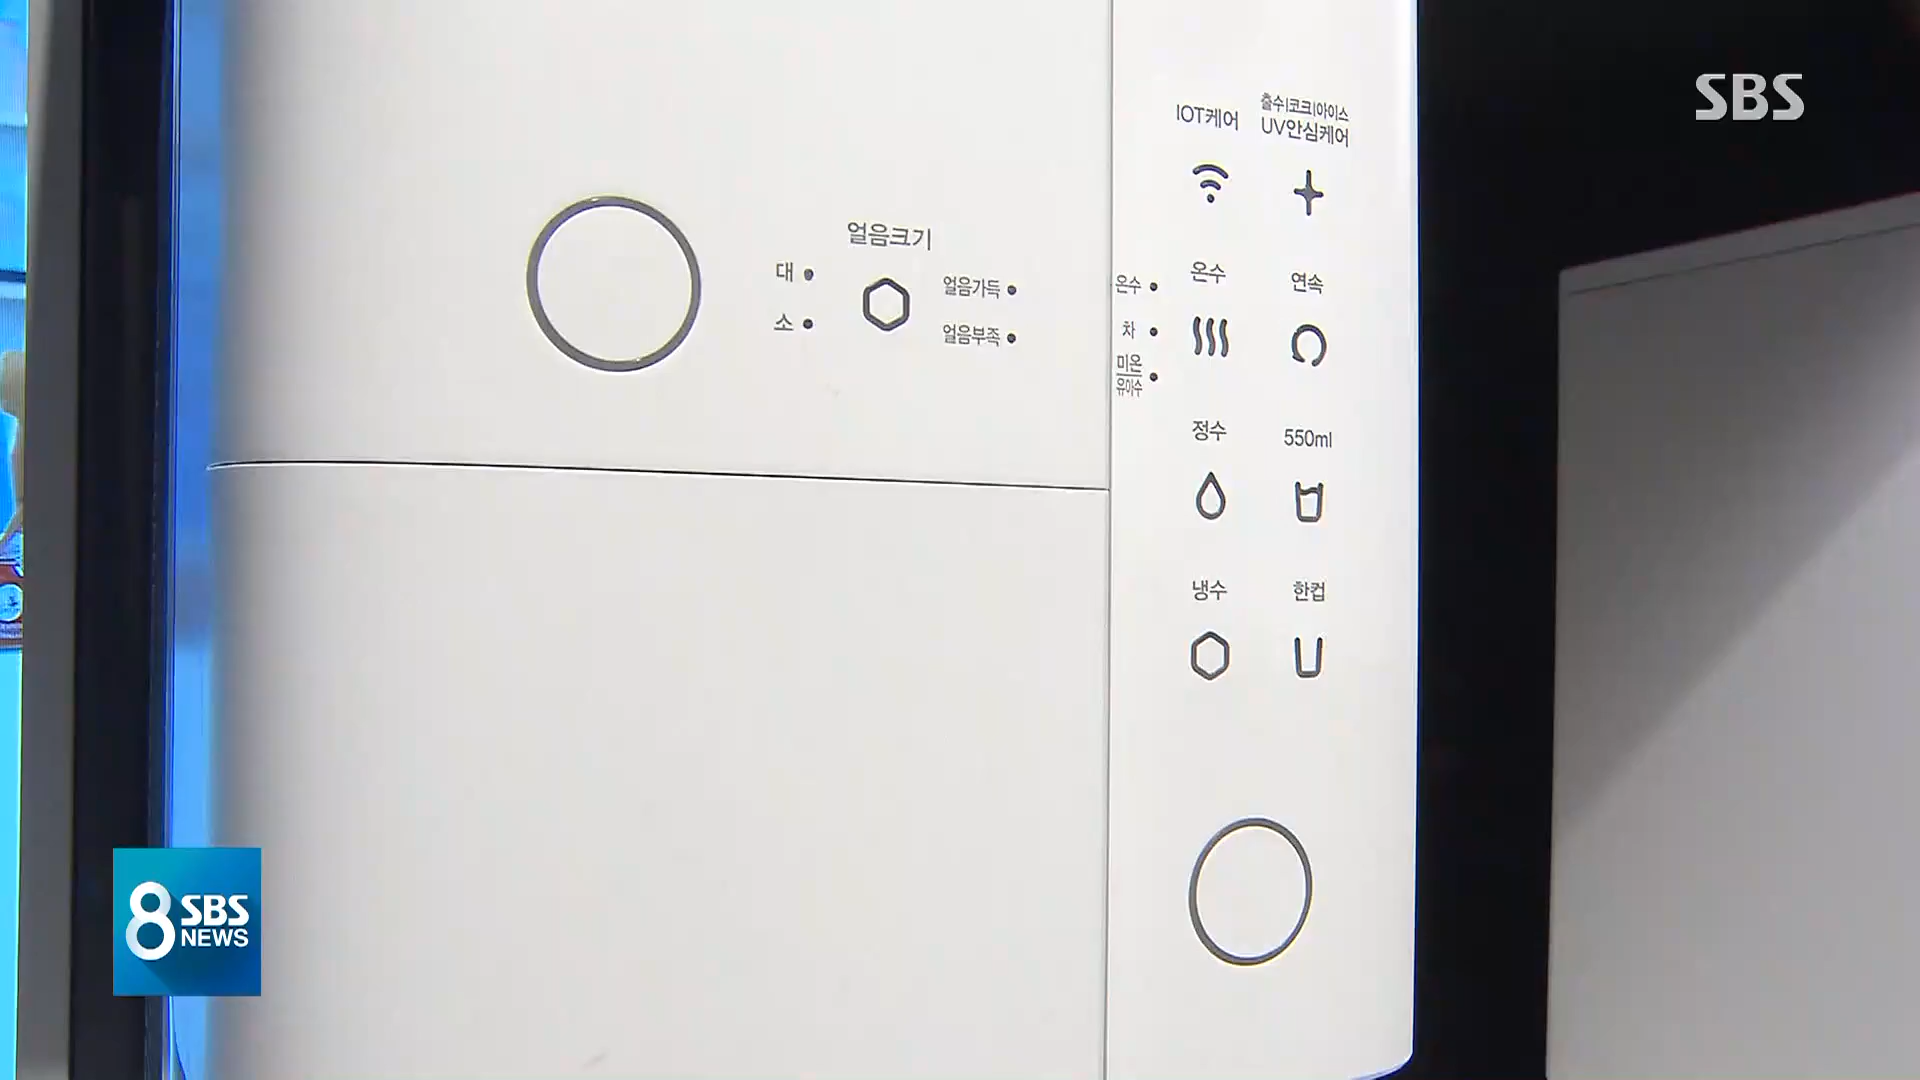 SBS
IOT케어
출수|코크|아이스
UV안심케어
얼음크기
대
소
얼음가득
얼음부족
온수
차
미온
유아수
온수
연속
정수
550ml
냉수
한컵
8 SBS
NEWS